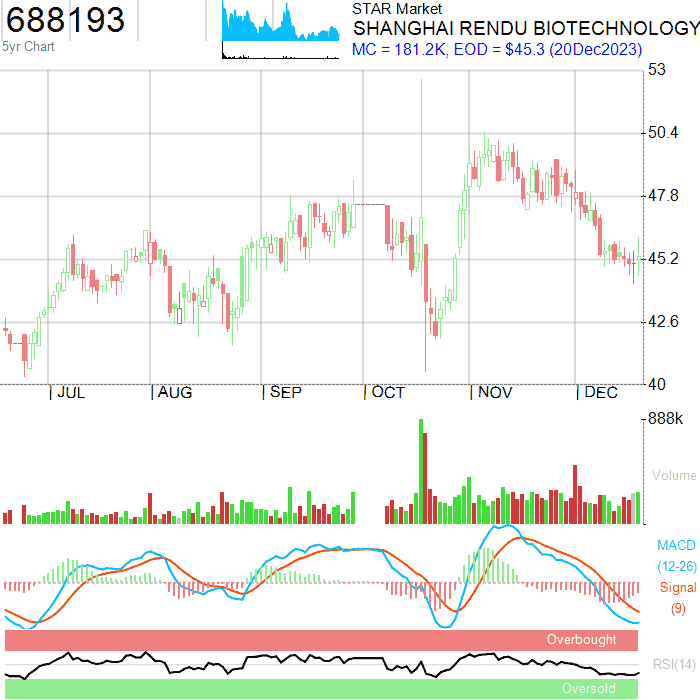 688193
5yr Chart
STAR Market
SHANGHAI RENDU BIOTECHNOLOGY
MC = 181.2K, EOD = $45.3 (20Dec2023)
53
50.4
47.8
45.2
42.6
40
JUL AUG SEP OCT NOV DEC
888k
Volume
MACD
(12-26)
Signal
(9)
Overbought
RSI(14)
Oversold